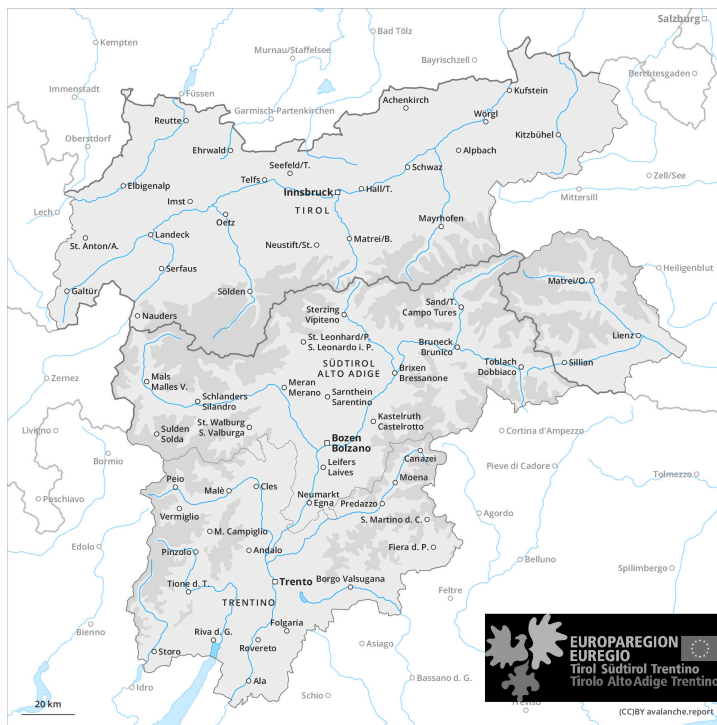 Salzburg
Kempten
Bad Tölz
Murnau/Staffelsee
Bayrischzell
Berchtesgaden
Immenstadt
Füssen
Garmisch-Partenkirchen
Achenkirch
Kufstein
Reutte
Wörgl
Oberstdorf
Ehrwald
Kitzbühel
Alpbach
Seefeld/T.
Schwaz
Zell/See
Telfs
Elbigenalp
Innsbruck
Hall/T.
Mittersill
Imst
TIROL
Lech
Oetz
Mayrhofen
St. Anton/A.
Landeck
Neustift/St.
Matrei/B.
Serfaus
Heiligenblut
Galtür
Sölden
Matrei/O.
Nauders
Sterzing
Vipiteno
Sand/T.
Campo Tures
St. Leonhard/P.
S. Leonardo i. P.
Lienz
Bruneck
Brunico
SÜDTIROL
ALTO ADIGE
Toblach
Dobbiaco
Sillian
Brixen
Bressanone
Zernez
Mals
Malles V.
Meran
Merano
Schlanders
Silandro
Sarnthein
Sarentino
St. Walburg
S. Valburga
Kastelruth
Castelrotto
Livigno
Sulden
Solda
Bozen
Bolzano
Cortina d'Ampezzo
Bormio
Canazei
Leifers
Laives
Pieve di Cadore
Tolmezzo
Peio
Malè
Cles
Moena
Poschiavo
Neumarkt
Egna
Predazzo
Vermiglio
Agordo
S. Martino d. C.
M. Campiglio
Edolo
Pinzolo
Andalo
Fiera d. P.
Belluno
Spilimbergo
Tione d. T.
Trento
Borgo Valsugana
Feltre
TRENTINO
Bienno
Folgaria
Riva d. G.
Rovereto
Asiago
Storo
Ala
Idro
Schio
Bassano d. G.
Treviso
EUROPAREGION
EUREGIO
Tirol Südtirol Trentino
Tirolo Alto Adige Trentino
20 km
(CC)BY avalanche.report